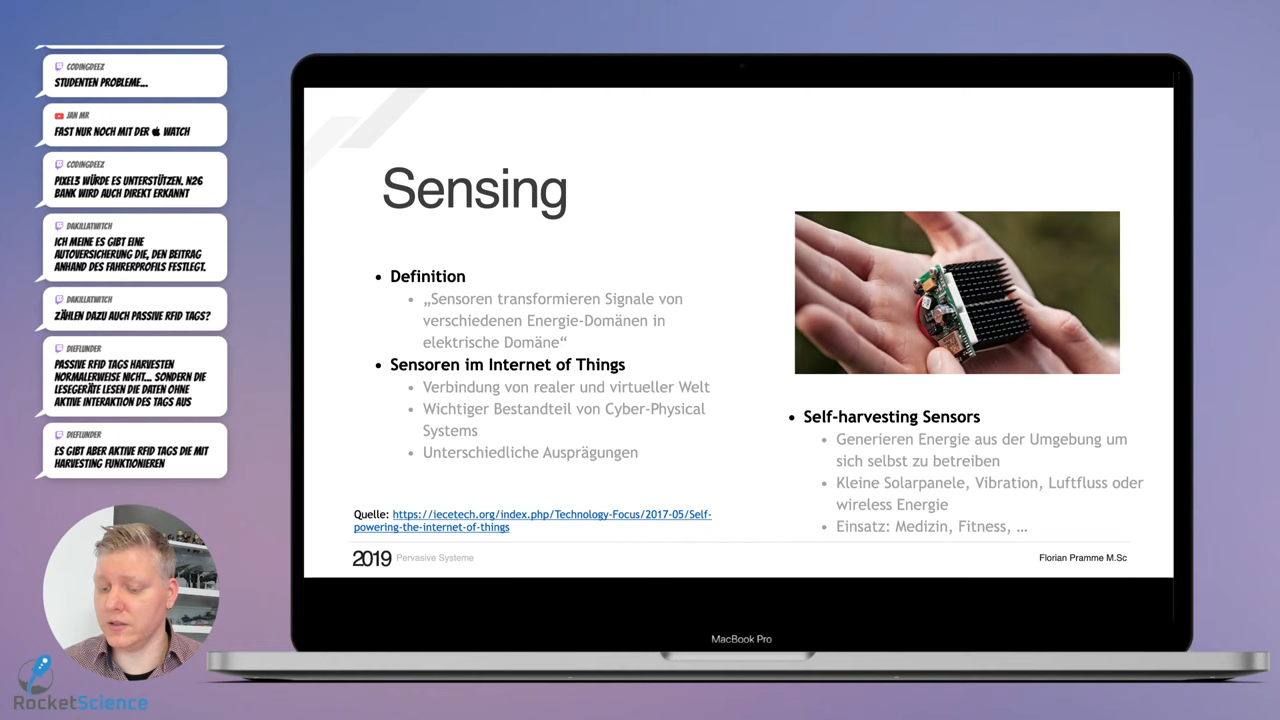 CODINGDEEZ
STUDENTEN PROBLEME...
JAN MR
FAST NUR NOCH MIT DER  WATCH
CODINGDEEZ
PIXEL3 WÜRDE ES UNTERSTÜTZEN. N26
BANK WIRD AUCH DIREKT ERKANNT
DAKILLATWITCH
ICH MEINE ES GIBT EINE
AUTOVERSICHERUNG DIE, DEN BEITRAG
ANHAND DES FAHRERPROFILS FESTLEGT.
DAKILLATWITCH
ZÄHLEN DAZU AUCH PASSIVE RFID TAGS?
DIEFLUNDER
PASSIVE RFID TAGS HARVESTEN
NORMALERWEISE NICHT... SONDERN DIE
LESEGERÄTE LESEN DIE DATEN OHNE
AKTIVE INTERAKTION DES TAGS AUS
DIEFLUNDER
ES GIBT ABER AKTIVE RFID TAGS DIE MIT
HARVESTING FUNKTIONIEREN
RocketScience
Sensing
• Definition
• „Sensoren transformieren Signale von
verschiedenen Energie-Domänen in
elektrische Domäne“
• Sensoren im Internet of Things
• Verbindung von realer und virtueller Welt
• Wichtiger Bestandteil von Cyber-Physical
Systems
• Unterschiedliche Ausprägungen
• Self-harvesting Sensors
• Generieren Energie aus der Umgebung um
sich selbst zu betreiben
• Kleine Solarpanele, Vibration, Luftfluss oder
wireless Energie
• Einsatz: Medizin, Fitness, …
Quelle: https://iecetech.org/index.php/Technology-Focus/2017-05/Self-
powering-the-internet-of-things
2019 Pervasive Systeme
Florian Pramme M.Sc
MacBook Pro